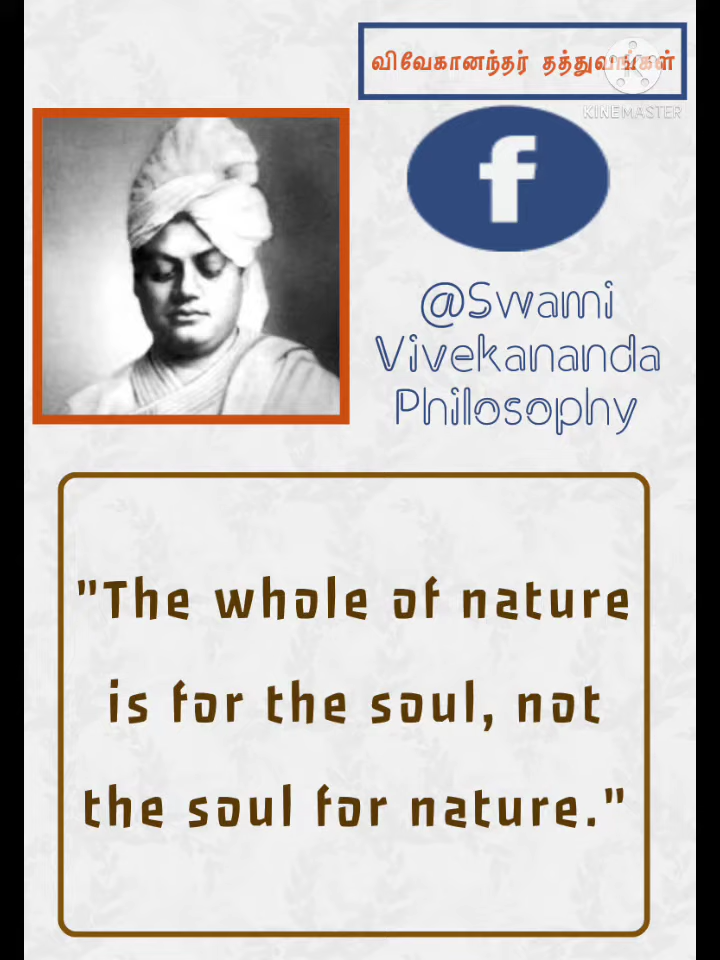 விவேகானந்தர் தத்துவங்கள்
KINEMASTER
f
@Swami
Vivekananda
Philosophy
"The whole of nature
is for the soul, not
the soul for nature."